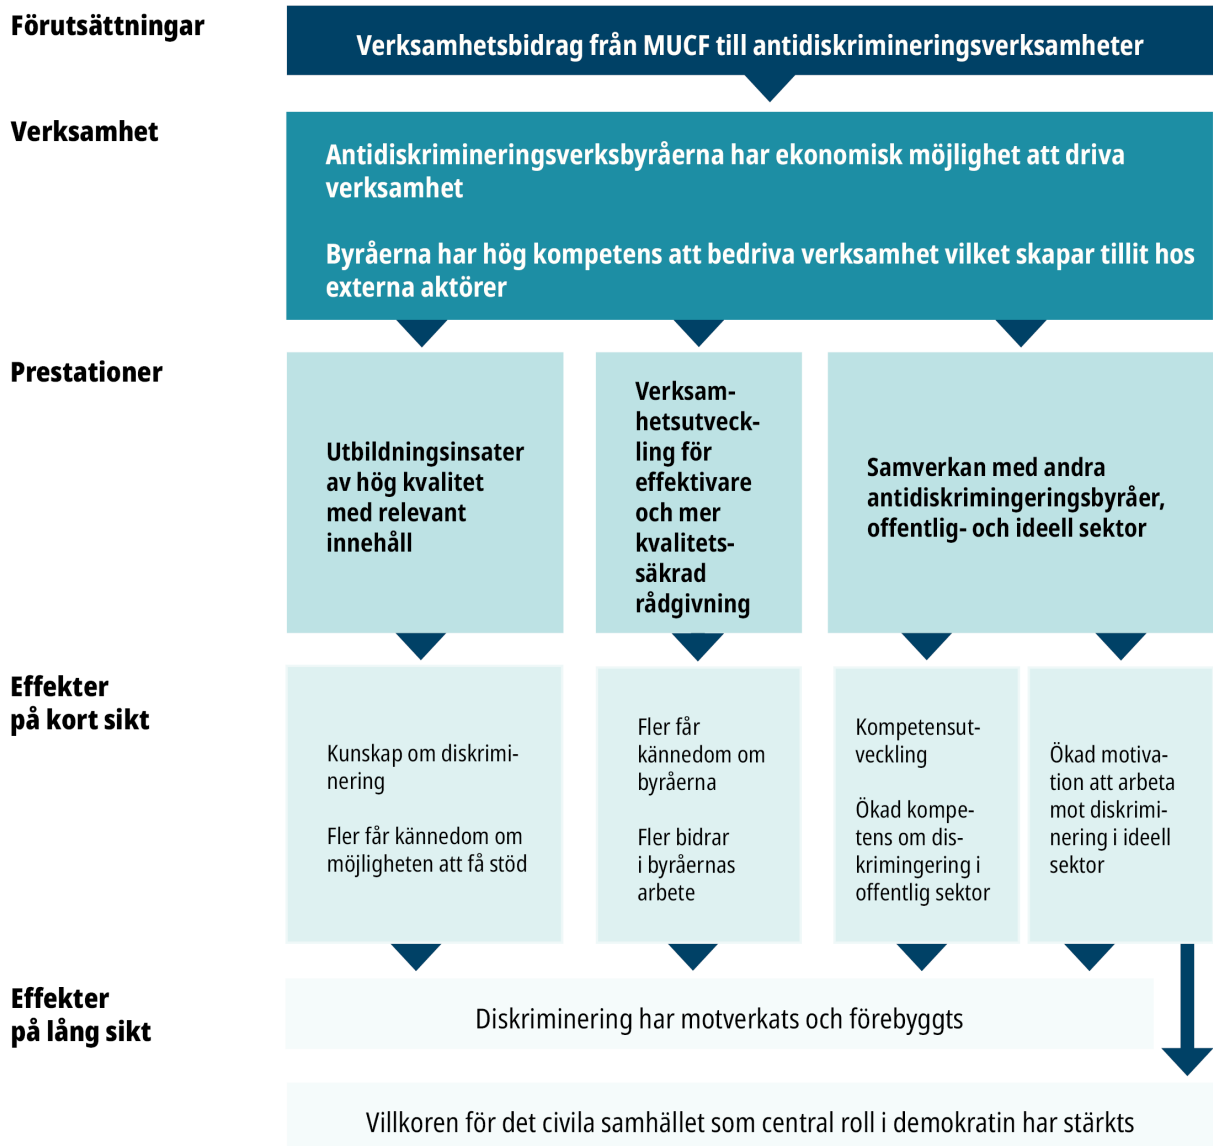 Förutsättningar
Verksamhetsbidrag från MUCF till antidiskrimineringsverksamheter
Verksamhet
Antidiskrimineringsverksbyråerna har ekonomisk möjlighet att driva
verksamhet
Byråerna har hög kompetens att bedriva verksamhet vilket skapar tillit hos
externa aktörer
Prestationer
Utbildningsinsater
av hög kvalitet
med relevant
innehåll
Verksam-
hetsutveck-
ling för
effektivare
och mer
kvalitets-
säkrad
rådgivning
Samverkan med andra
antidiskrimingeringsbyråer,
offentlig- och ideell sektor
Effekter
på kort sikt
Kunskap om diskrimi-
nering
Fler får kännedom om
möjligheten att få stöd
Fler får
kännedom om
byråerna
Fler bidrar
i byråernas
arbete
Kompetensut-
veckling
Ökad kompe-
tens om dis-
krimingering i
offentlig sektor
Ökad motiva-
tion att arbeta
mot diskrimi-
nering i ideell
sektor
Effekter
på lång sikt
Diskriminering har motverkats och förebyggts
Villkoren för det civila samhället som central roll i demokratin har stärkts